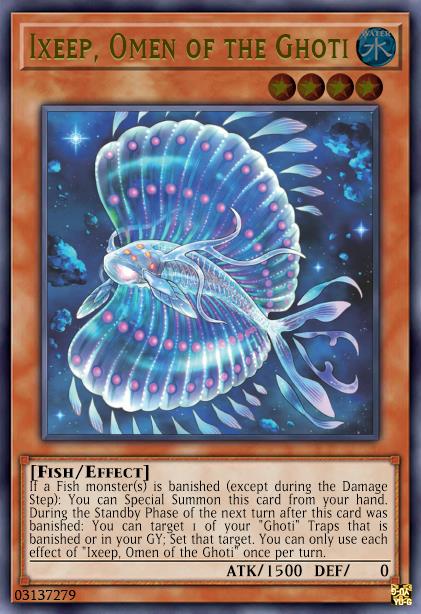 Ixeep, Omen of the Ghoti
WATER
水
[Fish/Effect]
If a Fish monster(s) is banished (except during the Damage
Step): You can Special Summon this card from your hand.
During the Standby Phase of the next turn after this card was
banished: You can target 1 of your "Ghoti" Traps that is
banished or in your GY; Set that target. You can only use each
effect of "Ixeep, Omen of the Ghoti" once per turn.
ATK/1500 DEF/ 0
03137279